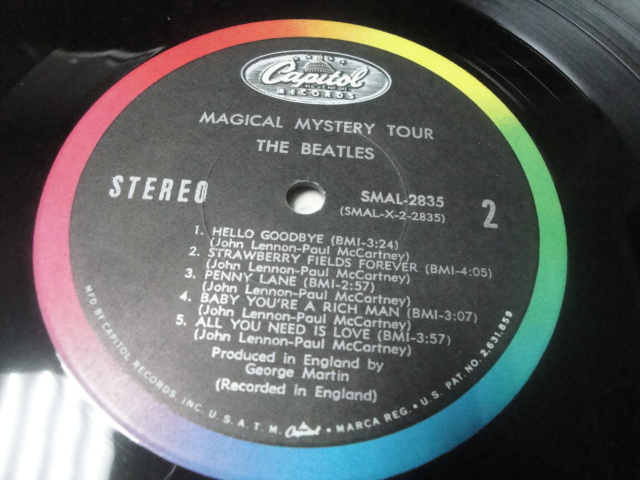 Capitol
RECORDS
MAGICAL MYSTERY TOUR
THE BEATLES
STEREO
SMAL-2835
(SMAL-X-2-2835)
2
1. HELLO GOODBYE (BMI-3:24)
(John Lennon-Paul McCartney)
2. STRAWBERRY FIELDS FOREVER (BMI-4:05)
(John Lennon-Paul McCartney)
3. PENNY LANE (BMI-2:57)
(John Lennon-Paul McCartney)
4. BABY YOU'RE A RICH MAN (BMI-3:07)
(John Lennon-Paul McCartney)
5. ALL YOU NEED IS LOVE (BMI-3:57)
(John Lennon-Paul McCartney)
Produced in England by
George Martin
(Recorded in England)
MFD BY CAPITOL RECORDS, INC. U. S. A. T. M. Capitol • MARCA REG. • U. S. PAT. NO. 2,631,859